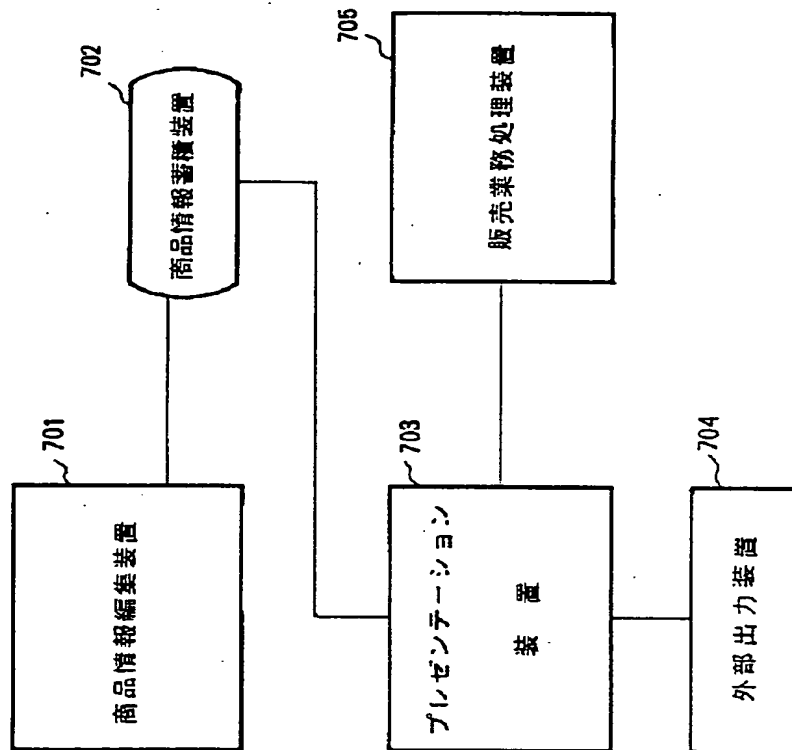 701
商品情報編集装置
702
商品情報蓄積装置
703
プレゼンテーション
装置
704
外部出力装置
705
販売業務処理装置